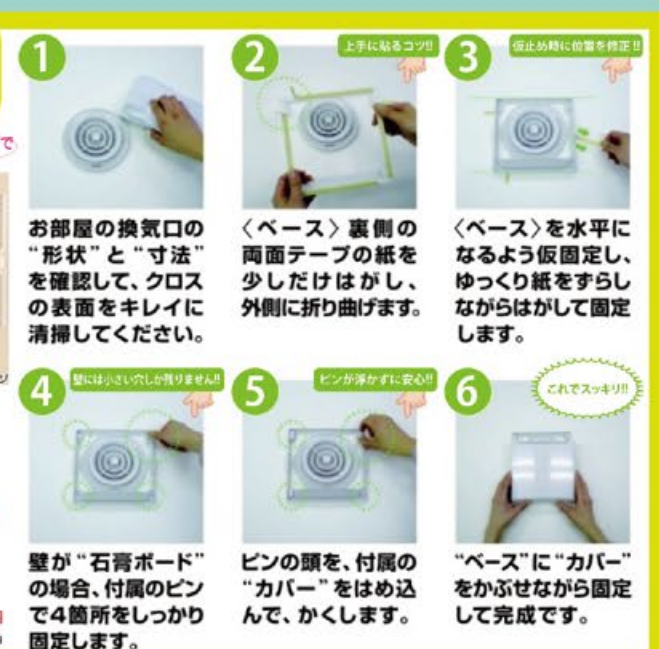 で
1
お部屋の換気口の
“形状”と“寸法”
を確認して、クロス
の表面をキレイに
清掃してください。
2
上手に貼るコツ!!
〈ベース〉裏側の
両面テープの紙を
少しだけはがし、
外側に折り曲げます。
3
仮止め時に位置を修正!!
〈ベース〉を水平に
なるよう仮固定し、
ゆっくり紙をずらし
ながらはがして固定
します。
4
壁には小さい穴しか残りません!!
壁が“石膏ボード”
の場合、付属のピン
で4箇所をしっかり
固定します。
5
ピンが浮かずに安心!!
ピンの頭を、付属の
“カバー”をはめ込
んで、かくします。
6
これでスッキリ!!
“ベース”に“カバー”
をかぶせながら固定
して完成です。